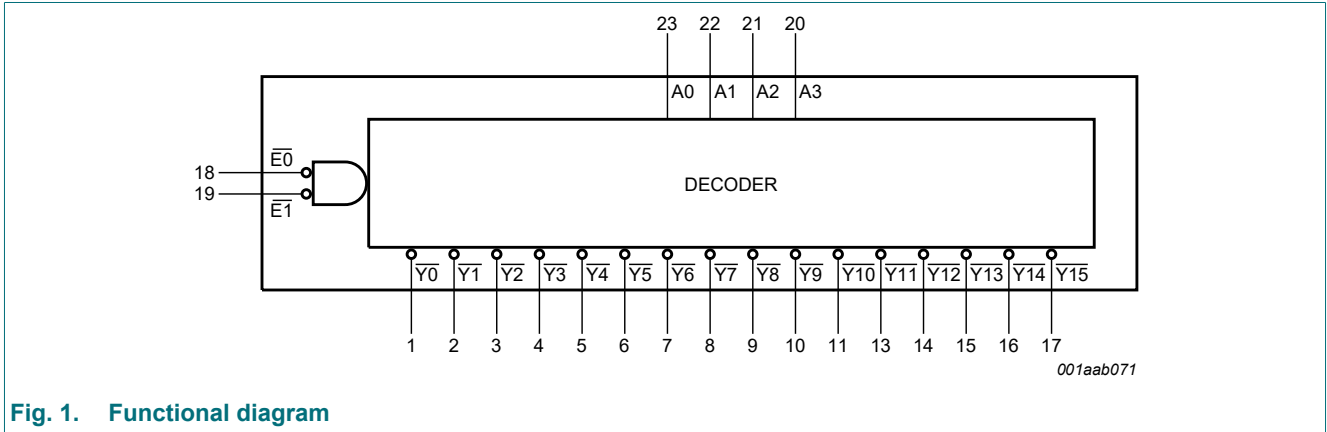 23 22 21 20
A0 A1 A2 A3
E0
18
DECODER
19
E1
Y0 Y1 Y2 Y3 Y4 Y5 Y6 Y7 Y8 Y9 Y10 Y11 Y12 Y13 Y14 Y15
1 2 3 4 5 6 7 8 9 10 11 13 14 15 16 17
001aab071
Fig. 1. Functional diagram